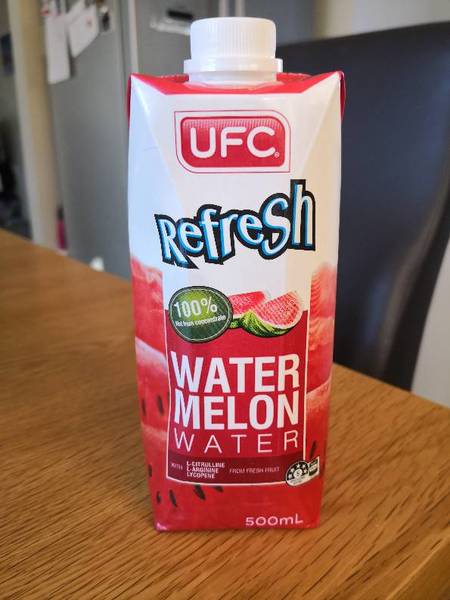 UFC
Refresh
100%
Not from concentrate
WATER
MELON
WATER
WITH
L-CITRULLINE
L-ARGININE
LYCOPENE
FROM FRESH FRUIT
500mL